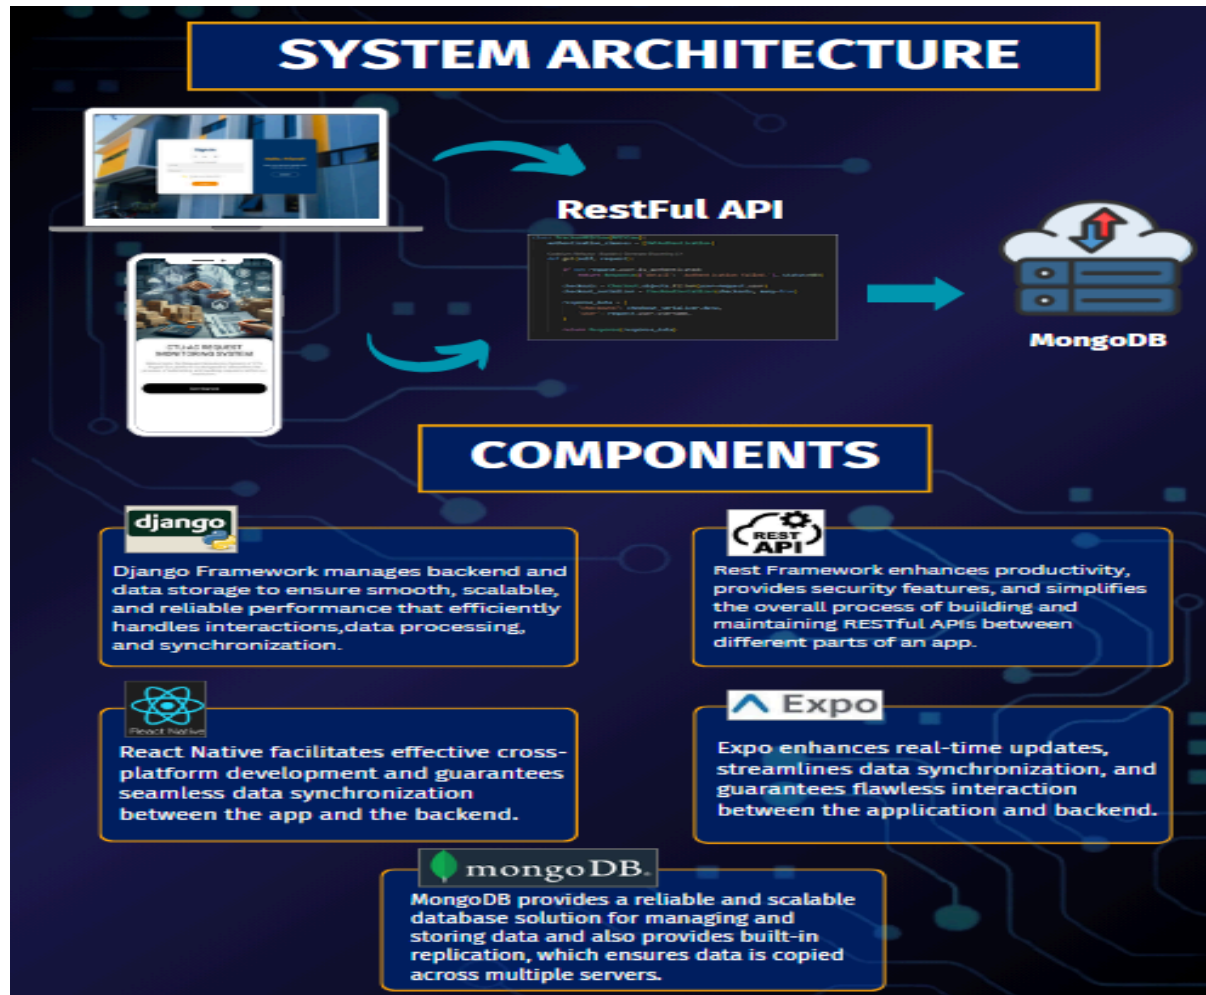 SYSTEM ARCHITECTURE
RestFul API
MongoDB
CTU-AC REQUEST
MONITORING SYSTEM
COMPONENTS
django
Django Framework manages backend and
data storage to ensure smooth, scalable,
and reliable performance that efficiently
handles interactions,data processing,
and synchronization.
REST
API
Rest Framework enhances productivity,
provides security features, and simplifies
the overall process of building and
maintaining RESTful APIs between
different parts of an app.
React Native
React Native facilitates effective cross-
platform development and guarantees
seamless data synchronization
between the app and the backend.
Expo
Expo enhances real-time updates,
streamlines data synchronization, and
guarantees flawless interaction
between the application and backend.
mongoDB.
MongoDB provides a reliable and scalable
database solution for managing and
storing data and also provides built-in
replication, which ensures data is copied
across multiple servers.